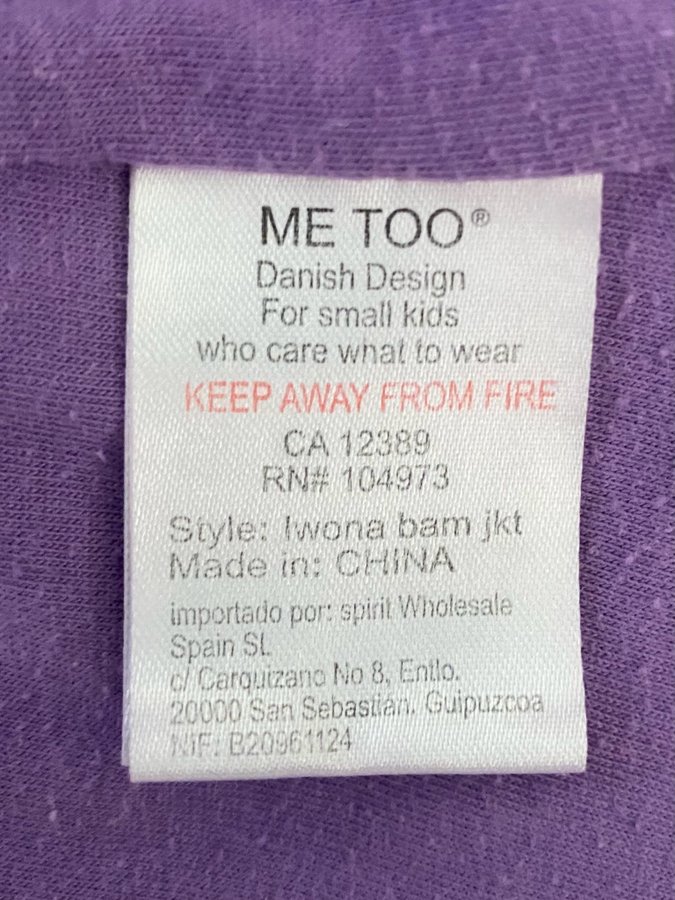 ME TOO®
Danish Design
For small kids
who care what to wear
KEEP AWAY FROM FIRE
CA 12389
RN# 104973
Style: Iwona bam jkt
Made in: CHINA
importado por: spirit Wholesale
Spain SL
c/ Carquizano No 8, Entlo.
20000 San Sebastián. Guipuzcoa
NIF: B20961124